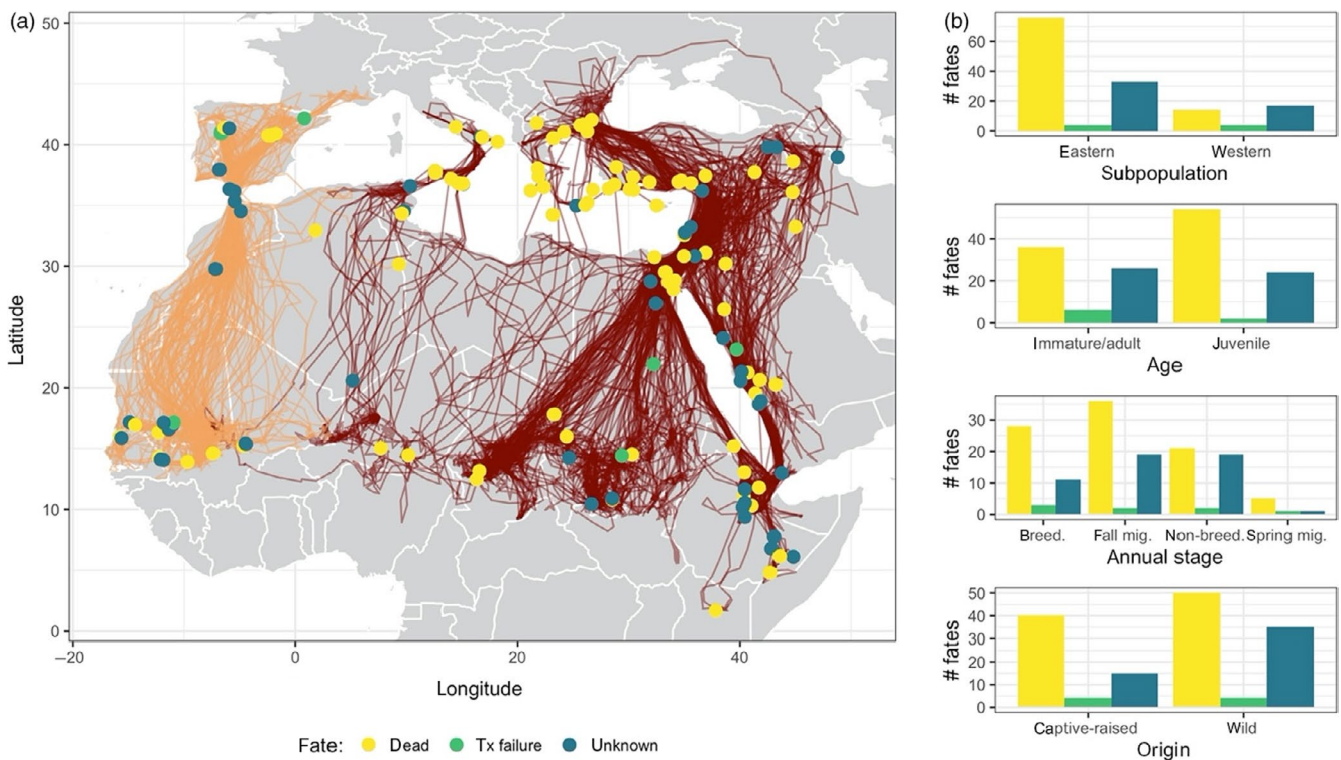 (a)
50
40
30
20
10
0
Latitude
−20 0 20 40
Longitude
Fate: Dead Tx failure Unknown
(b)
# fates
60
40
20
0
Eastern Western
Subpopulation
# fates
40
20
0
Immature/adult Juvenile
Age
# fates
30
20
10
0
Breed. Fall mig. Non-breed. Spring mig.
Annual stage
# fates
50
40
30
20
10
0
Captive-raised Wild
Origin